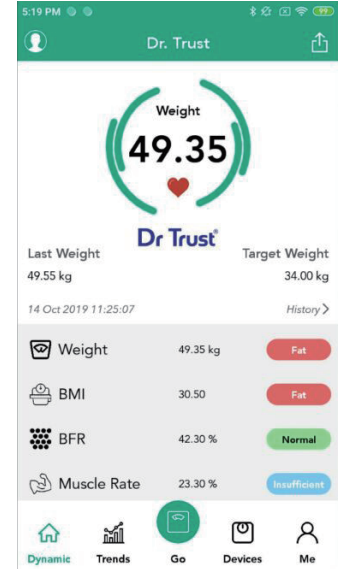 5:19 PM 99
Dr. Trust
Weight
49.35
Dr Trust
Last Weight Target Weight
49.55 kg 34.00 kg
14 Oct 2019 11:25:07 History
Weight 49.35 kg Fat
BMI 30.50 Fat
BFR 42.30 % Normal
Muscle Rate 23.30 % Insufficient
Dynamic Trends Go Devices Me